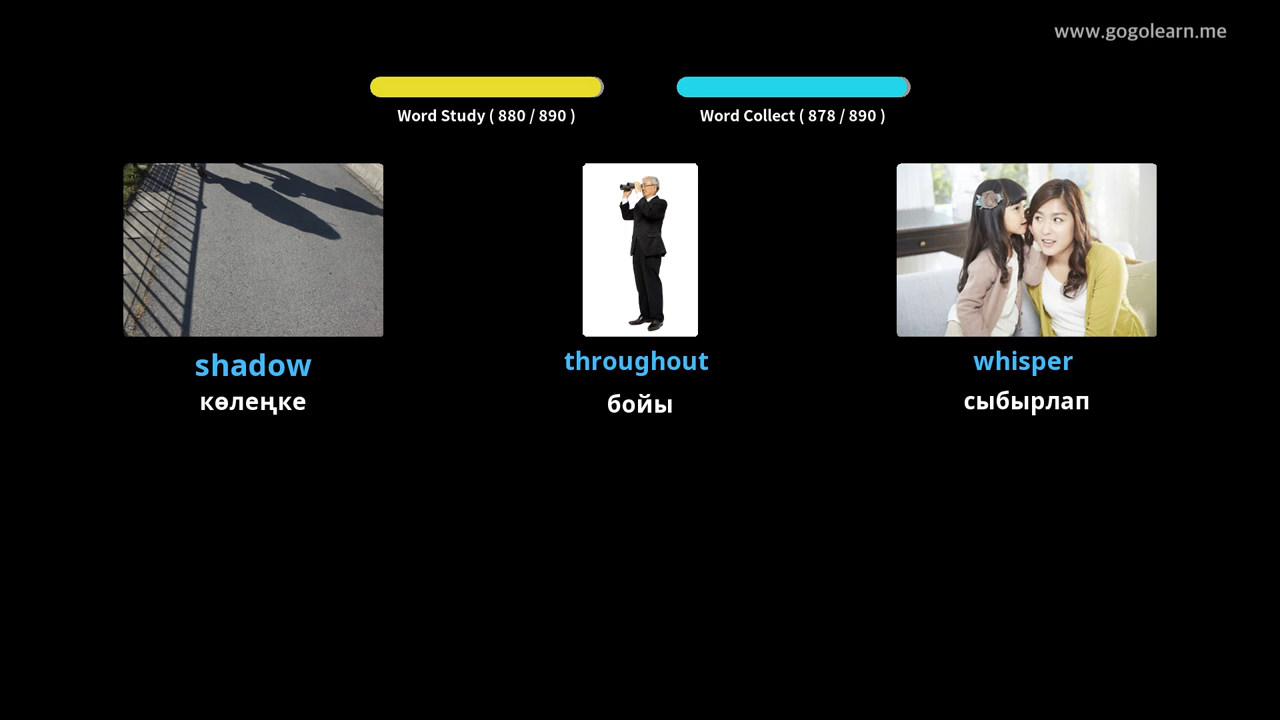 www.gogolearn.me
Word Study ( 880 / 890 )
Word Collect ( 878 / 890 )
shadow
көлеңке
throughout
бойы
whisper
сыбырлап